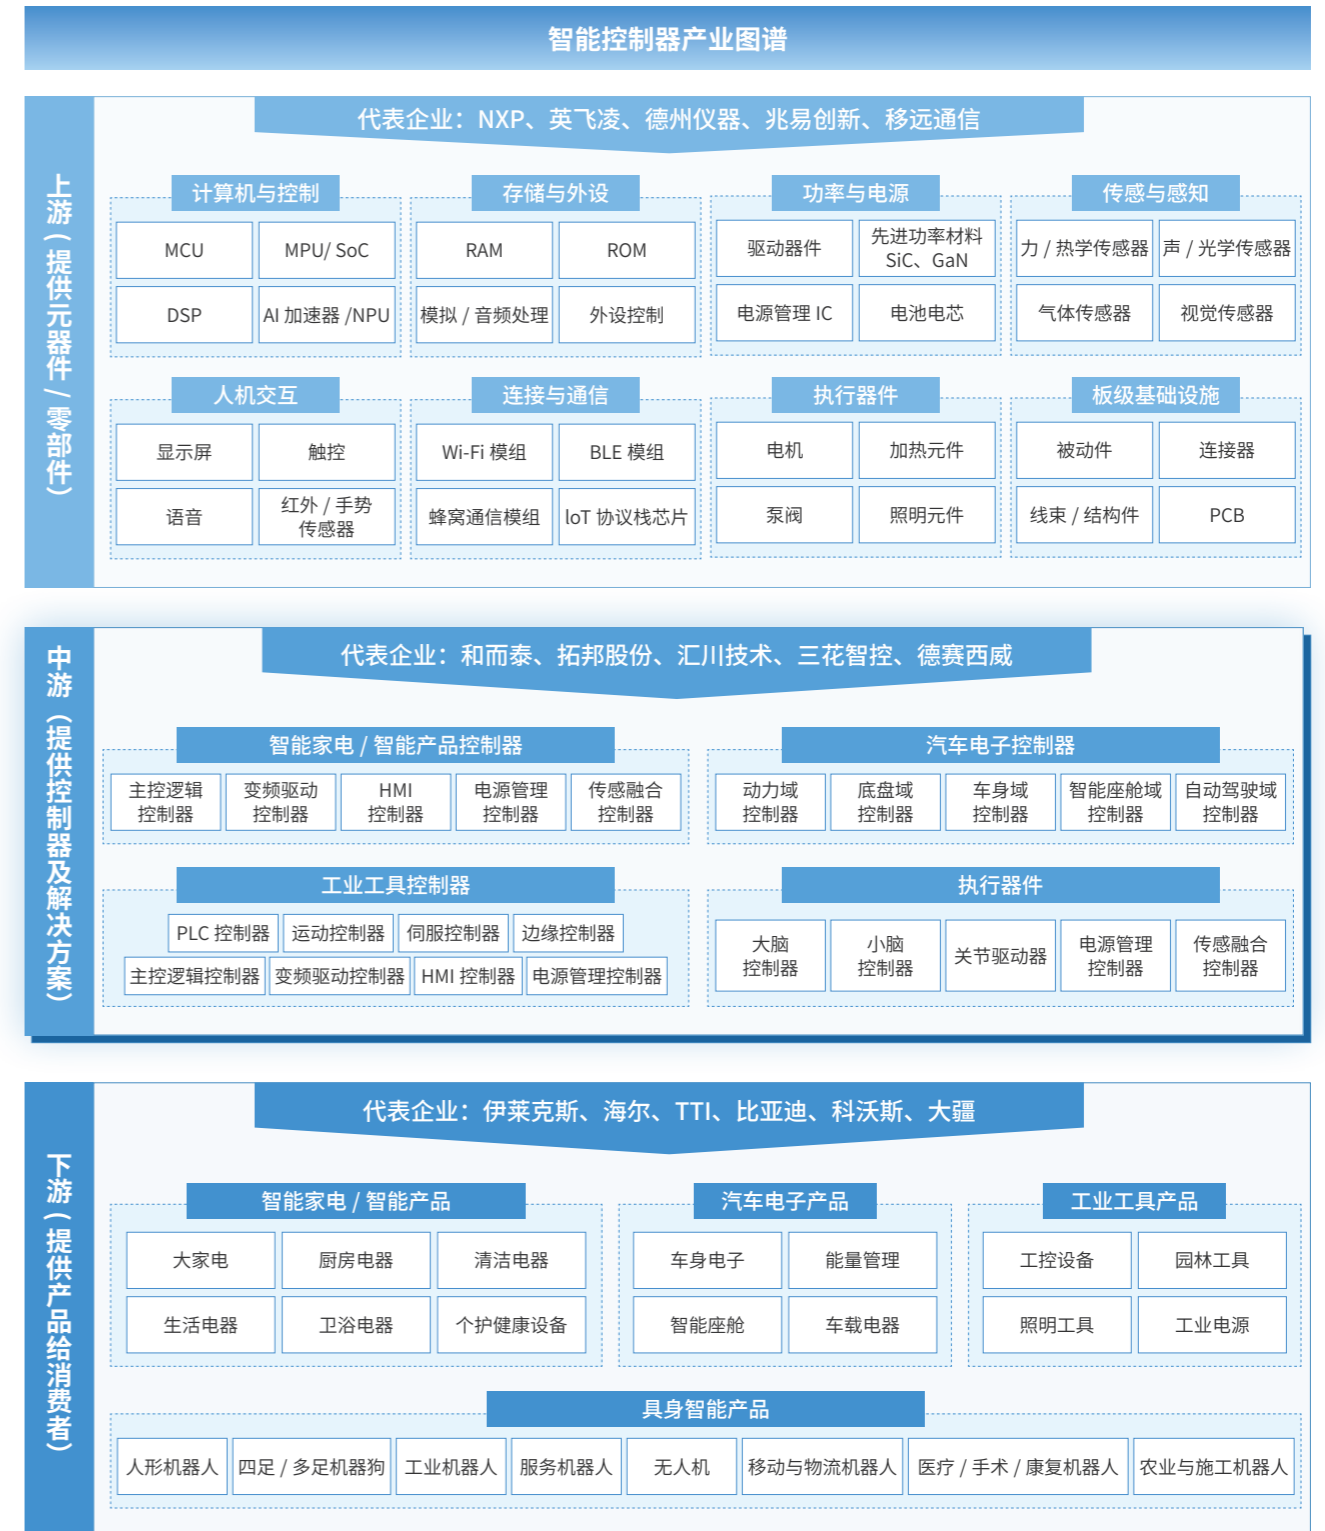 智能控制器产业图谱
上游（提供元器件/零部件）
代表企业：NXP、英飞凌、德州仪器、兆易创新、移远通信
计算机与控制
MCU
MPU/ SoC
DSP
AI 加速器 /NPU
存储与外设
RAM
ROM
模拟 / 音频处理
外设控制
功率与电源
驱动器件
先进功率材料
SiC、GaN
电源管理 IC
电池电芯
传感与感知
力 / 热学传感器
声 / 光学传感器
气体传感器
视觉传感器
人机交互
显示屏
触控
语音
红外 / 手势
传感器
连接与通信
Wi-Fi 模组
BLE 模组
蜂窝通信模组
loT 协议栈芯片
执行器件
电机
加热元件
泵阀
照明元件
板级基础设施
被动件
连接器
线束 / 结构件
PCB
中游（提供控制器及解决方案）
代表企业：和而泰、拓邦股份、汇川技术、三花智控、德赛西威
智能家电 / 智能产品控制器
主控逻辑
控制器
变频驱动
控制器
HMI
控制器
电源管理
控制器
传感融合
控制器
汽车电子控制器
动力域
控制器
底盘域
控制器
车身域
控制器
智能座舱域
控制器
自动驾驶域
控制器
工业工具控制器
PLC 控制器
运动控制器
伺服控制器
边缘控制器
主控逻辑控制器
变频驱动控制器
HMI 控制器
电源管理控制器
执行器件
大脑
控制器
小脑
控制器
关节驱动器
电源管理
控制器
传感融合
控制器
下游（提供产品给消费者）
代表企业：伊莱克斯、海尔、TTI、比亚迪、科沃斯、大疆
智能家电 / 智能产品
大家电
厨房电器
清洁电器
生活电器
卫浴电器
个护健康设备
汽车电子产品
车身电子
能量管理
智能座舱
车载电器
工业工具产品
工控设备
园林工具
照明工具
工业电源
具身智能产品
人形机器人
四足 / 多足机器狗
工业机器人
服务机器人
无人机
移动与物流机器人
医疗 / 手术 / 康复机器人
农业与施工机器人